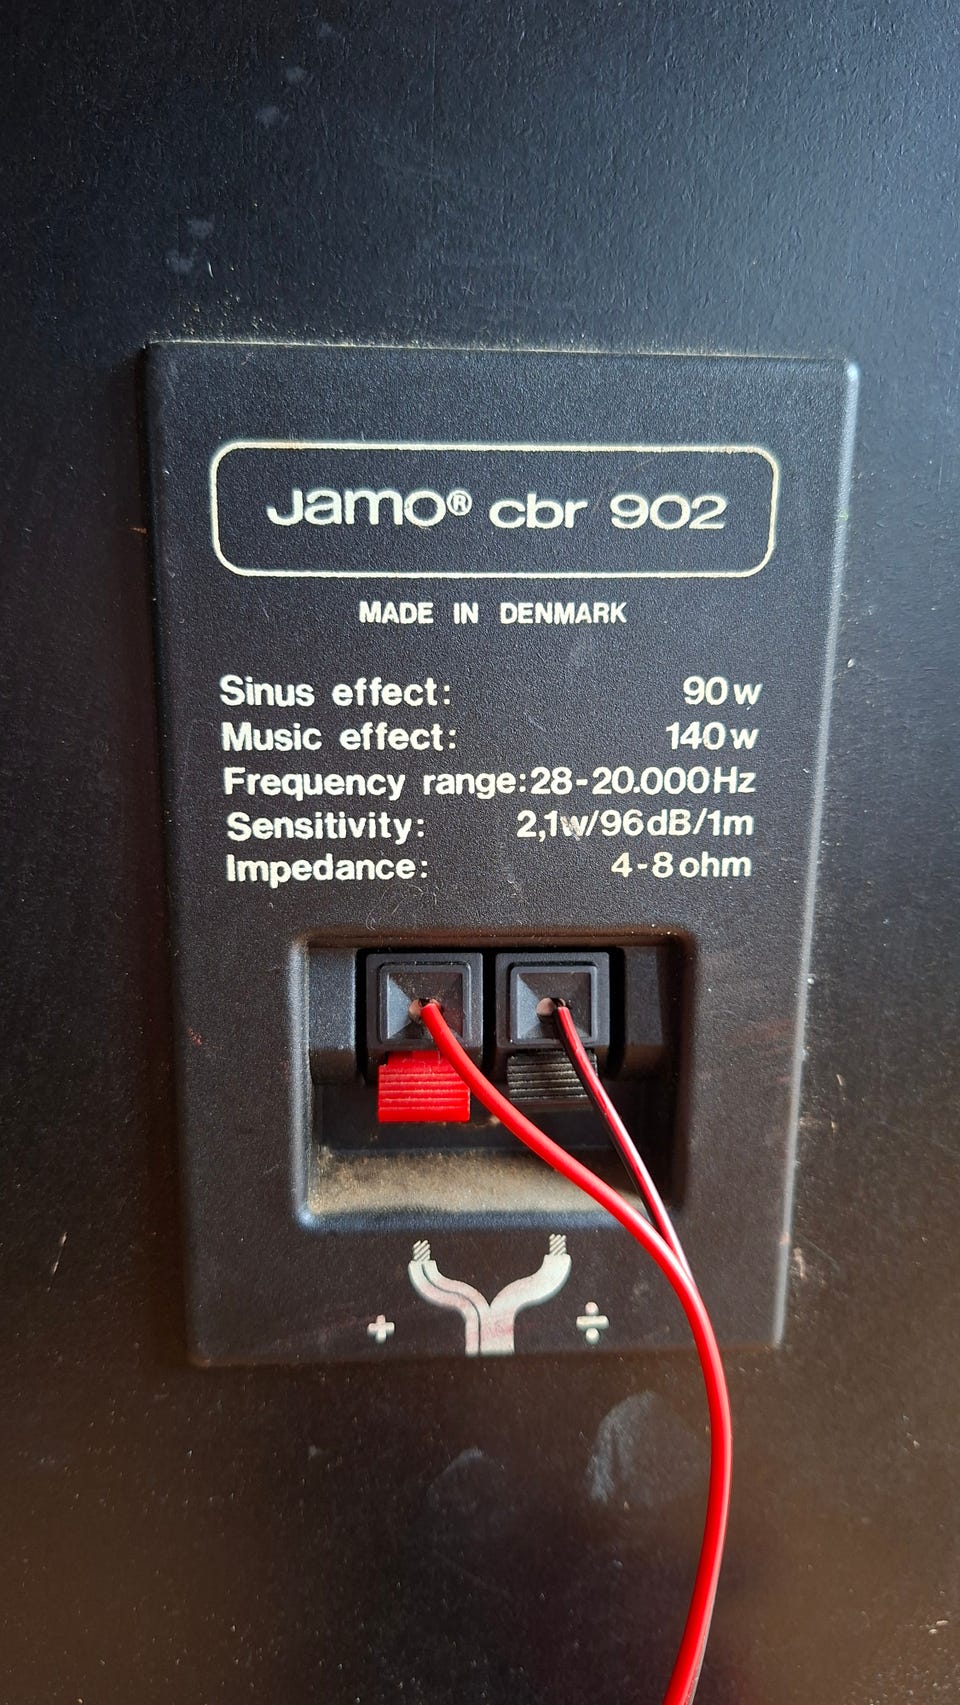 Jamo® cbr 902
MADE IN DENMARK
Sinus effect: 90w
Music effect: 140w
Frequency range: 28-20.000Hz
Sensitivity: 2,1w/96dB/1m
Impedance: 4-8ohm
+ ÷